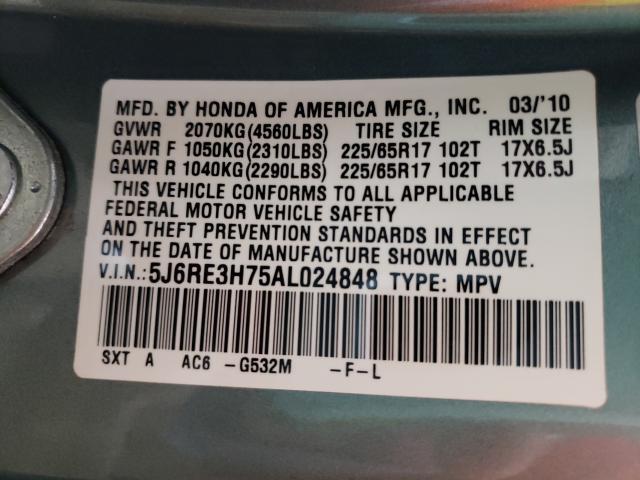 MFD. BY HONDA OF AMERICA MFG., INC. 03/'10
GVWR 2070KG(4560LBS) TIRE SIZE RIM SIZE
GAWR F 1050KG(2310LBS) 225/65R17 102T 17X6.5J
GAWR R 1040KG(2290LBS) 225/65R17 102T 17X6.5J
THIS VEHICLE CONFORMS TO ALL APPLICABLE
FEDERAL MOTOR VEHICLE SAFETY
AND THEFT PREVENTION STANDARDS IN EFFECT
ON THE DATE OF MANUFACTURE SHOWN ABOVE.
V.I.N.:5J6RE3H75AL024848 TYPE: MPV
SXT A AC6 -G532M -F-L